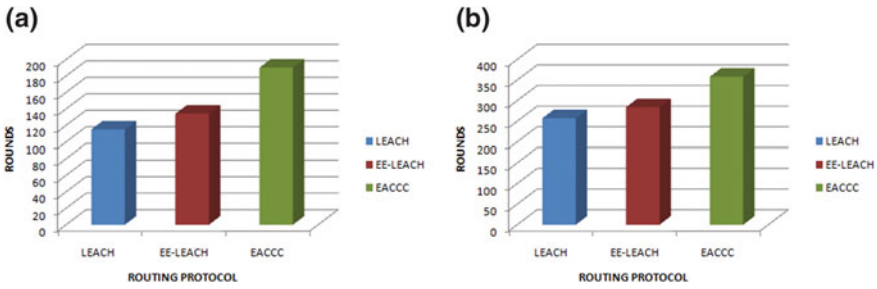 (a)
200
180
160
140
120
100
80
60
40
20
0
ROUNDS
LEACH
EE-LEACH
EACCC
ROUTING PROTOCOL
LEACH
EE-LEACH
EACCC
(b)
400
350
300
250
200
150
100
50
0
ROUNDS
LEACH
EE-LEACH
EACCC
ROUTING PROTOCOL
LEACH
EE-LEACH
EACCC